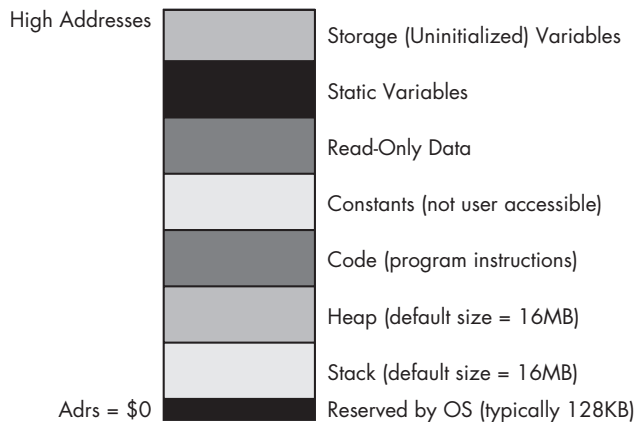 High Addresses
Storage (Uninitialized) Variables
Static Variables
Read-Only Data
Constants (not user accessible)
Code (program instructions)
Heap (default size = 16MB)
Stack (default size = 16MB)
Adrs = $0
Reserved by OS (typically 128KB)